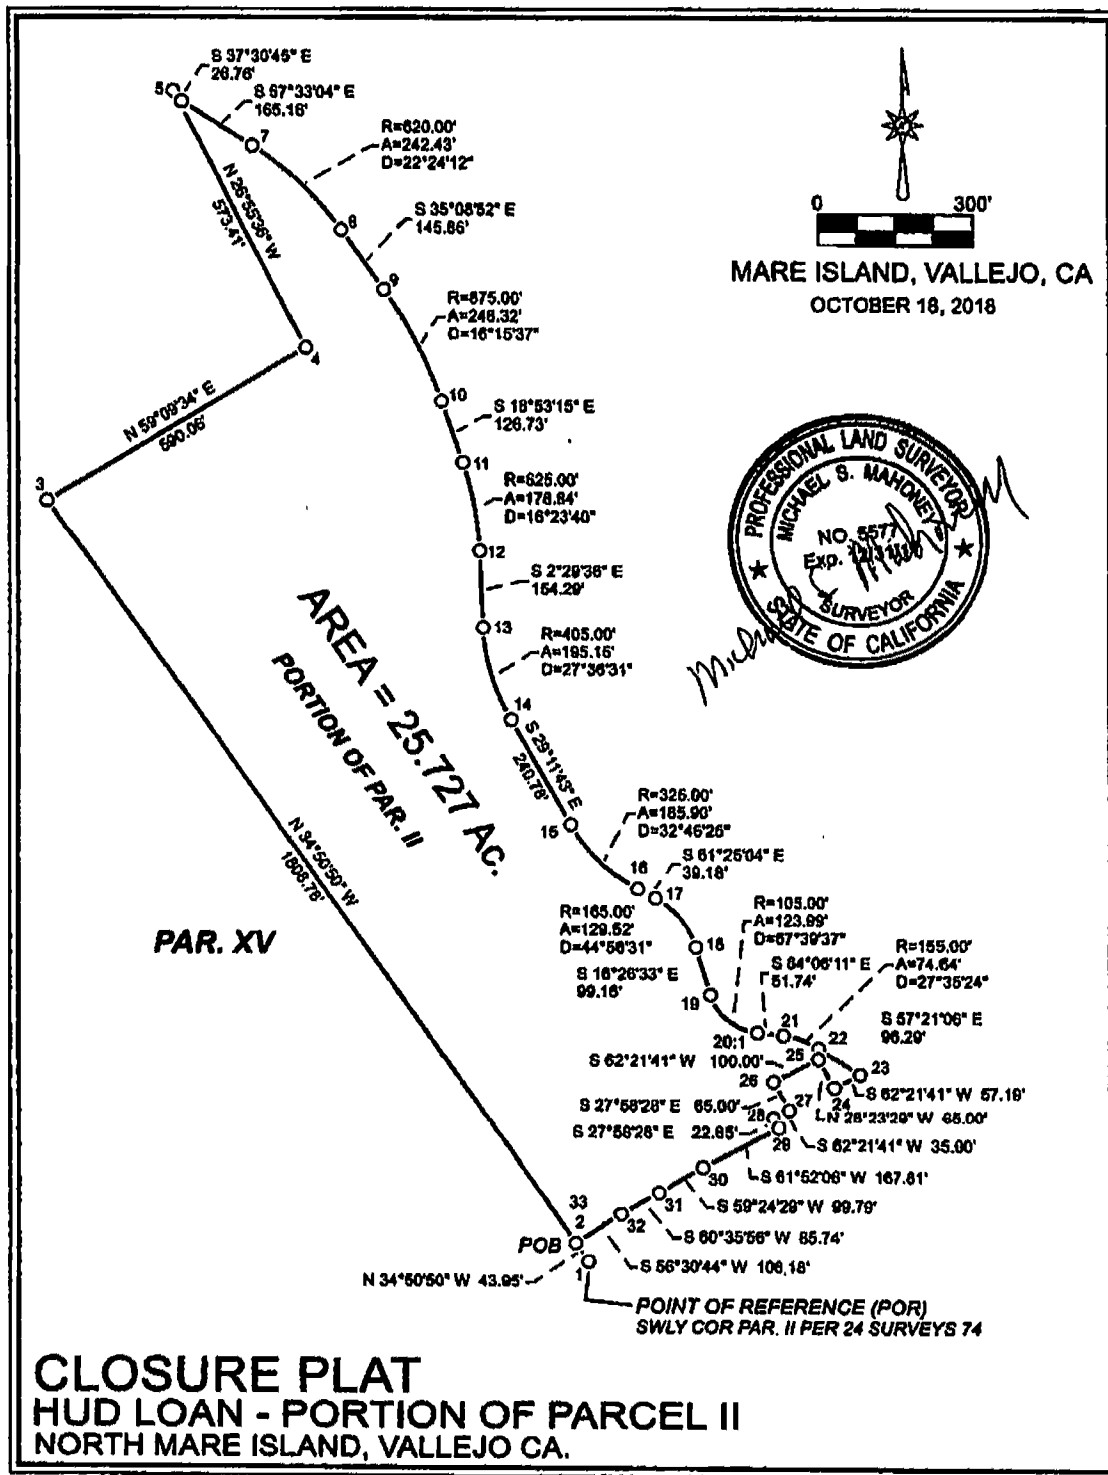 S 37°30'45" E
26.76'
5
S 67°33'04" E
165.16'
7
R=620.00'
A=242.43'
D=22°24'12"
0 300'
MARE ISLAND, VALLEJO, CA
OCTOBER 18, 2018
N 26°55'36" W
573.41'
8
S 35°08'52" E
145.86'
9
R=875.00'
A=248.32'
D=16°15'37"
4
N 59°09'34" E
590.06'
10
S 18°53'15" E
126.73'
3
11
R=625.00'
A=178.84'
D=16°23'40"
12
S 2°29'36" E
154.29'
13
R=405.00'
A=195.15'
D=27°36'31"
PROFESSIONAL LAND SURVEYOR
MICHAEL S. MAHONEY
NO. 5577
Exp.
SURVEYOR
STATE OF CALIFORNIA
AREA = 25.727 Ac.
PORTION OF PAR. II
14
S 29°11'43" E
240.78'
15
R=326.00'
A=185.90'
D=32°46'26"
N 34°50'50" W
1808.78'
16
S 61°25'04" E
39.18'
17
R=165.00'
A=129.52'
D=44°58'31"
PAR. XV
18
R=105.00'
A=123.99'
D=67°39'37"
S 16°26'33" E
99.16'
19
S 84°06'11" E
51.74'
R=155.00'
A=74.64'
D=27°35'24"
20:1
21
22
S 57°21'06" E
96.29'
23
S 62°21'41" W 100.00'
25
26
24
S 62°21'41" W 57.19'
S 27°58'28" E 65.00'
27
N 28°23'29" W 65.00'
28
S 27°58'28" E 22.85'
29
S 62°21'41" W 35.00'
S 61°52'06" W 167.61'
30
S 59°24'29" W 99.79'
31
S 60°35'56" W 85.74'
32
S 56°30'44" W 106.18'
33
2
POB
1
N 34°50'50" W 43.95'
POINT OF REFERENCE (POR)
SWLY COR PAR. II PER 24 SURVEYS 74
CLOSURE PLAT
HUD LOAN - PORTION OF PARCEL II
NORTH MARE ISLAND, VALLEJO CA.